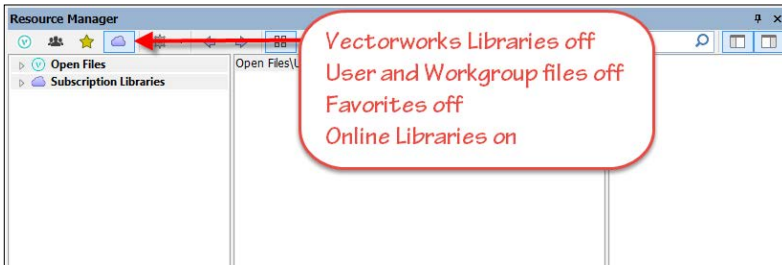 Resource Manager
Open Files
Subscription Libraries
Open Files\
Vectorworks Libraries off
User and Workgroup files off
Favorites off
Online Libraries on